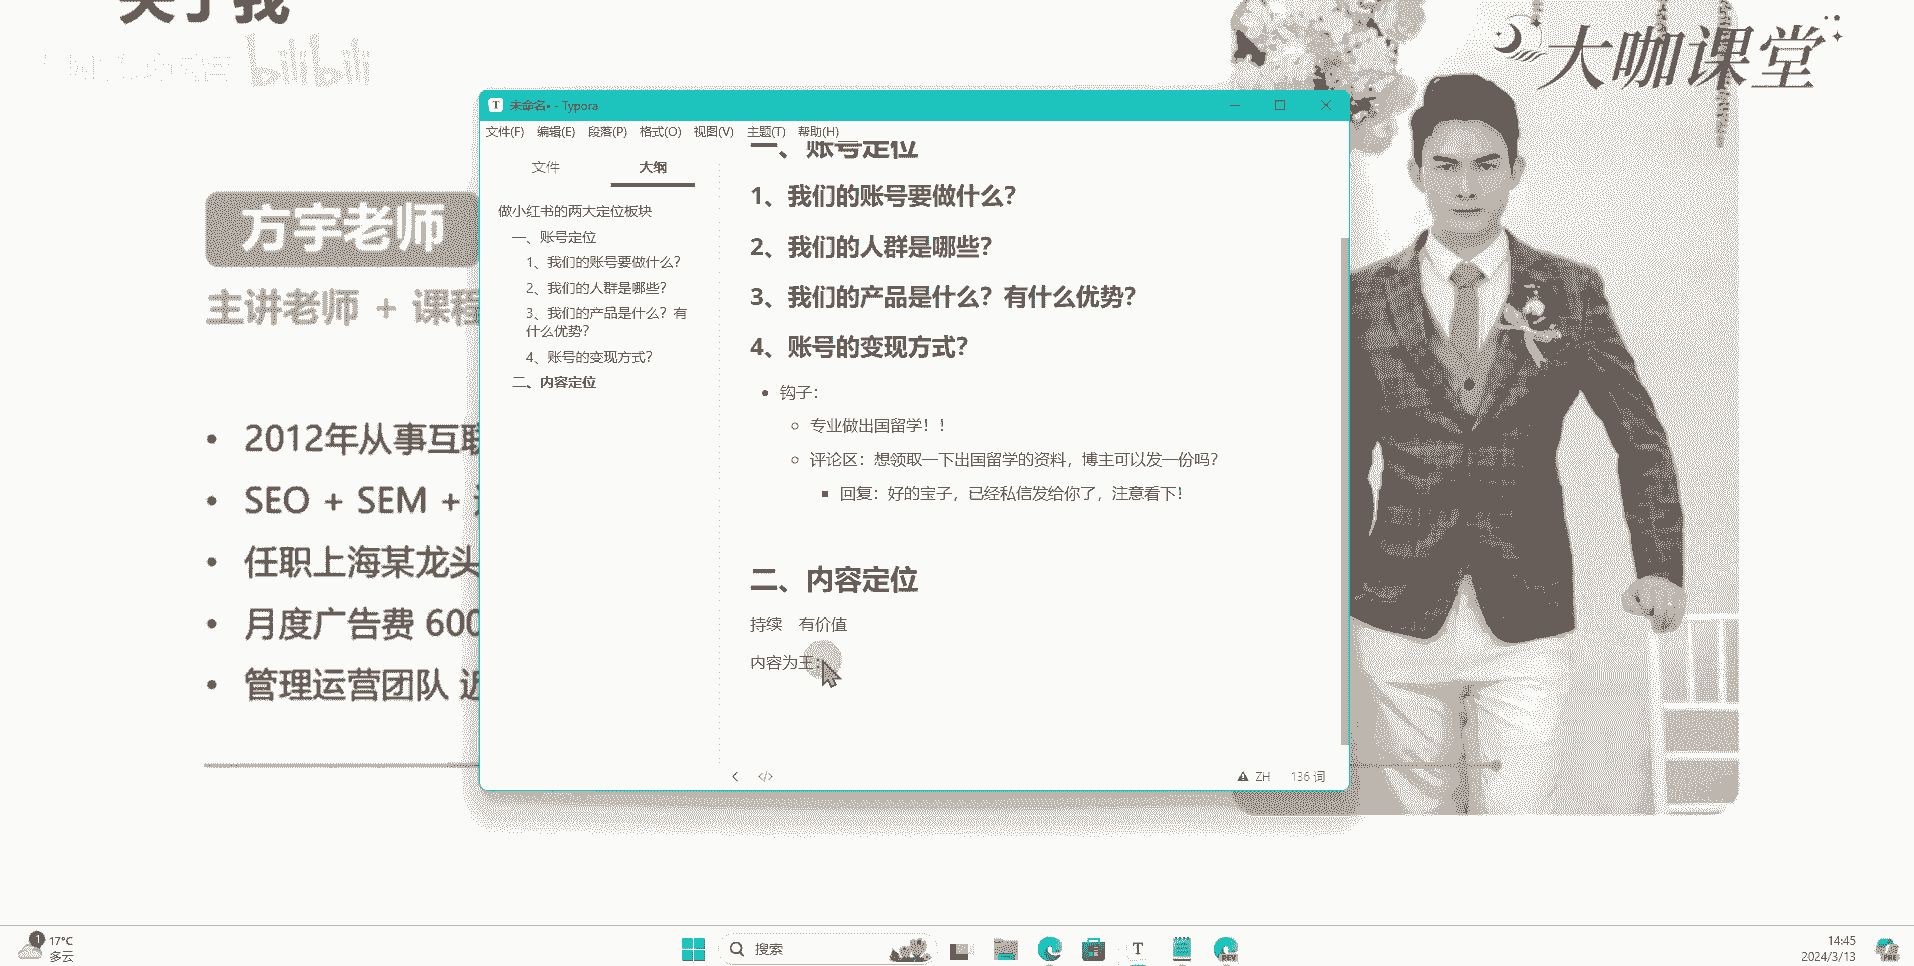 关于我
bilibili
大咖课堂
方宇老师
主讲老师 + 课程
2012年从事互联
SEO + SEM +
任职上海某龙头
月度广告费 600
管理运营团队 近
未命名• - Typora
文件(F) 编辑(E) 段落(P) 格式(O) 视图(V) 主题(T) 帮助(H)
文件 大纲
做小红书的两大定位板块
一、账号定位
1、我们的账号要做什么？
2、我们的人群是哪些？
3、我们的产品是什么？有
什么优势？
4、账号的变现方式？
二、内容定位
一、账号定位
1、我们的账号要做什么？
2、我们的人群是哪些？
3、我们的产品是什么？有什么优势？
4、账号的变现方式？
钩子：
专业做出国留学！！
评论区：想领取一下出国留学的资料，博主可以发一份吗？
回复：好的宝子，已经私信发给你了，注意看下！
二、内容定位
持续 有价值
内容为王；
ZH 136 词
1
17°C
多云
搜索
14:45
2024/3/13